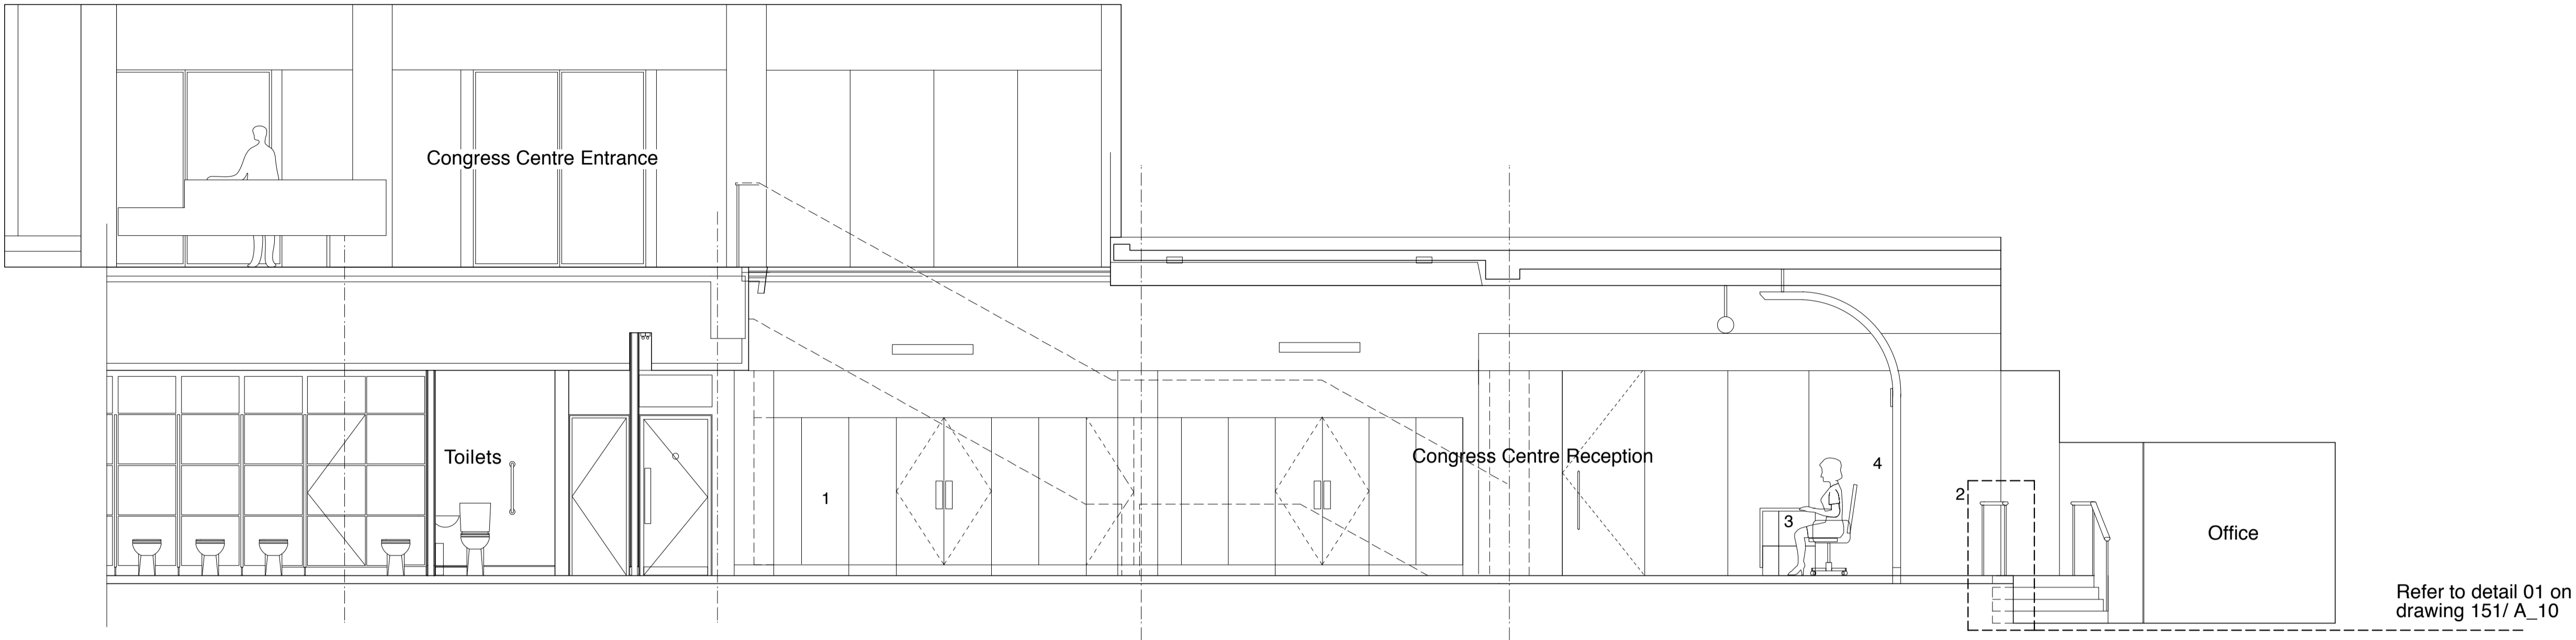 Congress Centre Entrance
Toilets
1
Congress Centre Reception
4
2
3
Office
Refer to detail 01 on
drawing 151/ A_10